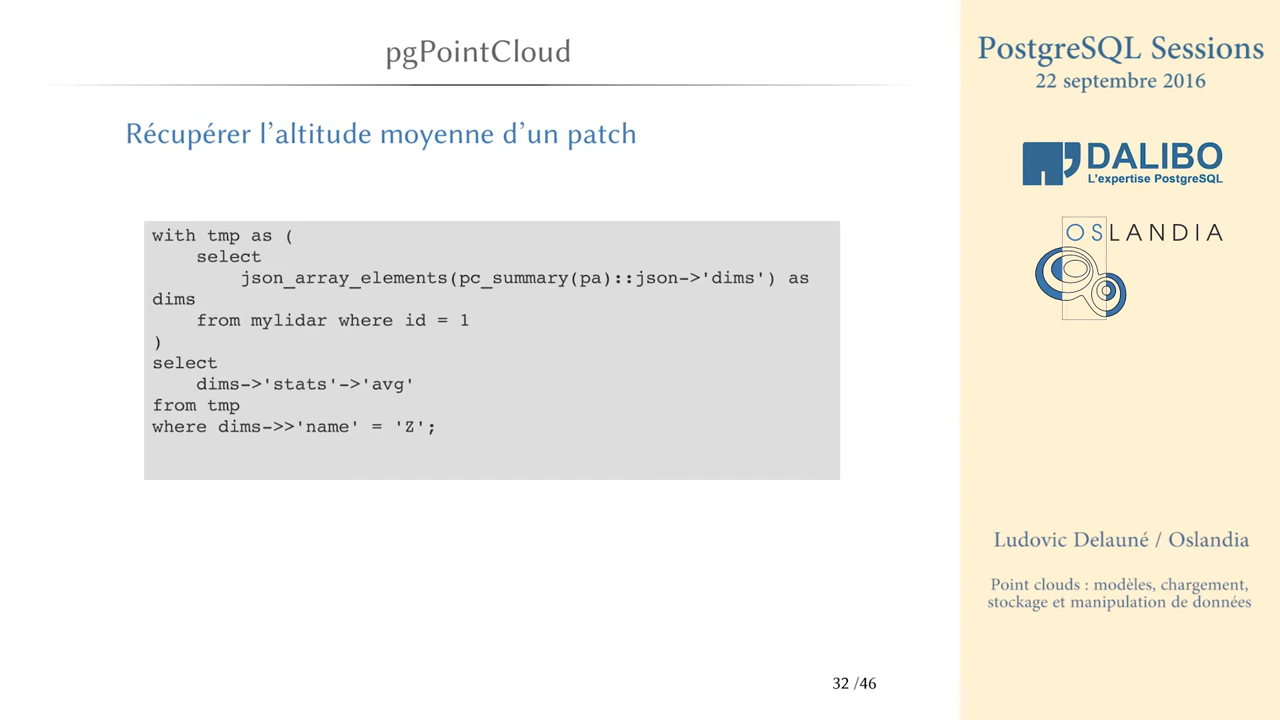 pgPointCloud
Récupérer l'altitude moyenne d'un patch
with tmp as (
    select
        json_array_elements(pc_summary(pa)::json->'dims') as
dims
    from mylidar where id = 1
)
select
    dims->'stats'->'avg'
from tmp
where dims->>'name' = 'Z';
32 /46
PostgreSQL Sessions
22 septembre 2016
DALIBO
L'expertise PostgreSQL
OSLANDIA
Ludovic Delauné / Oslandia
Point clouds : modèles, chargement,
stockage et manipulation de données